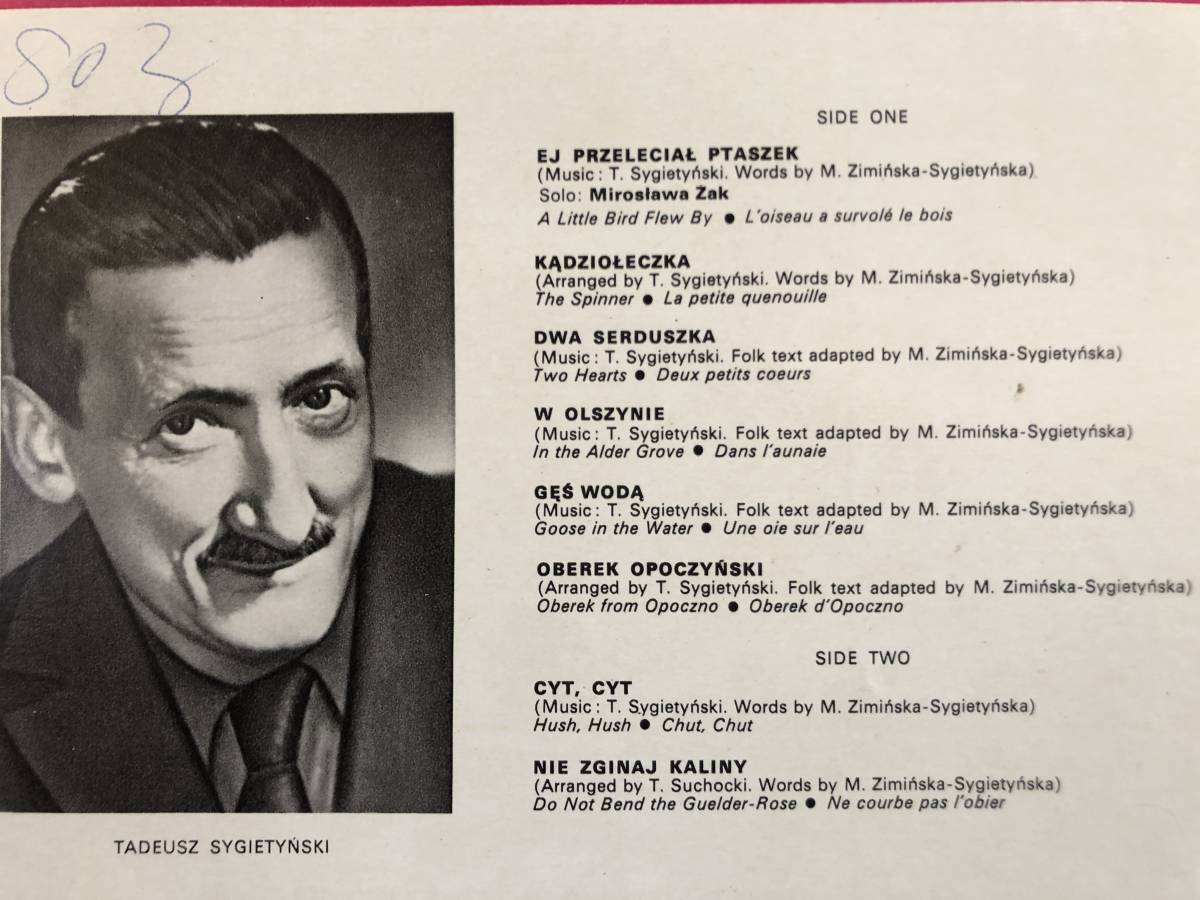 803
SIDE ONE
EJ PRZELECIAŁ PTASZEK
(Music: T. Sygietyński. Words by M. Zimińska-Sygietyńska)
Solo: Mirosława Żak
A Little Bird Flew By ● L'oiseau a survolé le bois
KĄDZIOŁECZKA
(Arranged by T. Sygietyński. Words by M. Zimińska-Sygietyńska)
The Spinner ● La petite quenouille
DWA SERDUSZKA
(Music: T. Sygietyński. Folk text adapted by M. Zimińska-Sygietyńska)
Two Hearts ● Deux petits coeurs
W OLSZYNIE
(Music: T. Sygietyński. Folk text adapted by M. Zimińska-Sygietyńska)
In the Alder Grove ● Dans l'aunaie
GĘŚ WODĄ
(Music: T. Sygietyński. Folk text adapted by M. Zimińska-Sygietyńska)
Goose in the Water ● Une oie sur l'eau
OBEREK OPOCZYŃSKI
(Arranged by T. Sygietyński. Folk text adapted by M. Zimińska-Sygietyńska)
Oberek from Opoczno ● Oberek d'Opoczno
SIDE TWO
CYT, CYT
(Music: T. Sygietyński. Words by M. Zimińska-Sygietyńska)
Hush, Hush ● Chut, Chut
NIE ZGINAJ KALINY
(Arranged by T. Suchocki. Words by M. Zimińska-Sygietyńska)
Do Not Bend the Guelder-Rose ● Ne courbe pas l'obier
TADEUSZ SYGIETYŃSKI